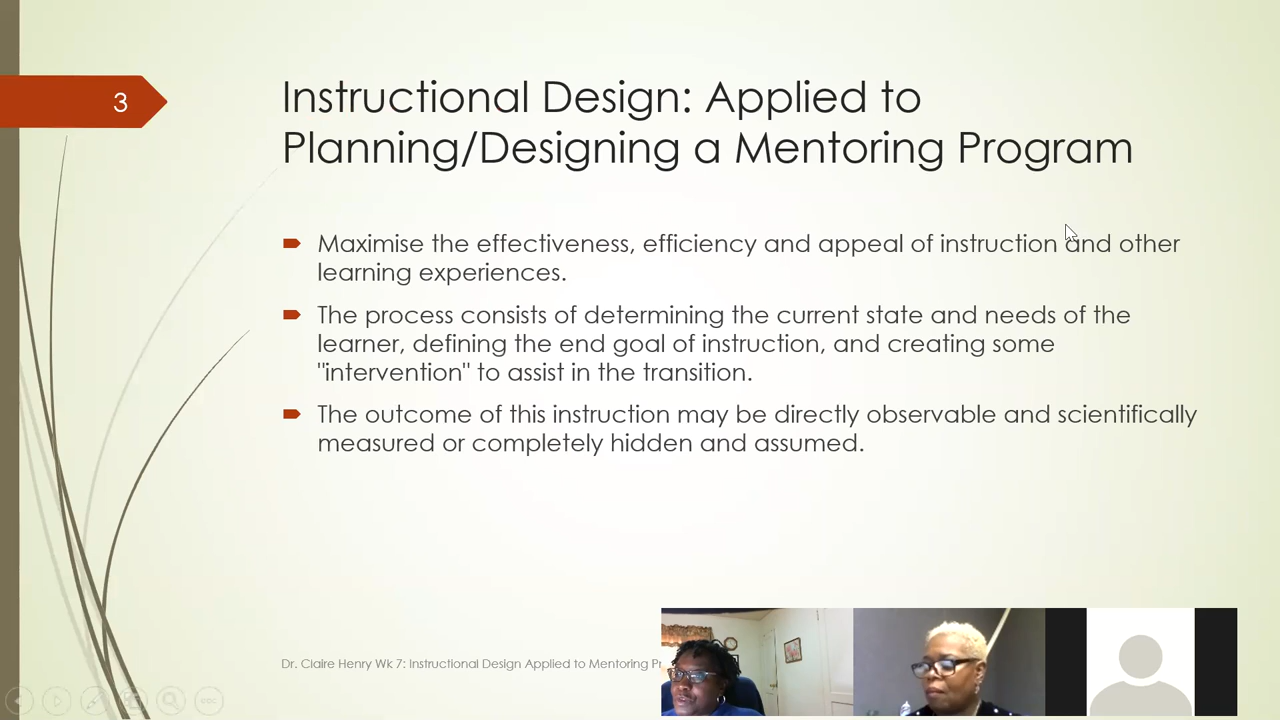 3
Instructional Design: Applied to
Planning/Designing a Mentoring Program
Maximise the effectiveness, efficiency and appeal of instruction and other
learning experiences.
The process consists of determining the current state and needs of the
learner, defining the end goal of instruction, and creating some
"intervention" to assist in the transition.
The outcome of this instruction may be directly observable and scientifically
measured or completely hidden and assumed.
Dr. Claire Henry Wk 7: Instructional Design Applied to Mentoring